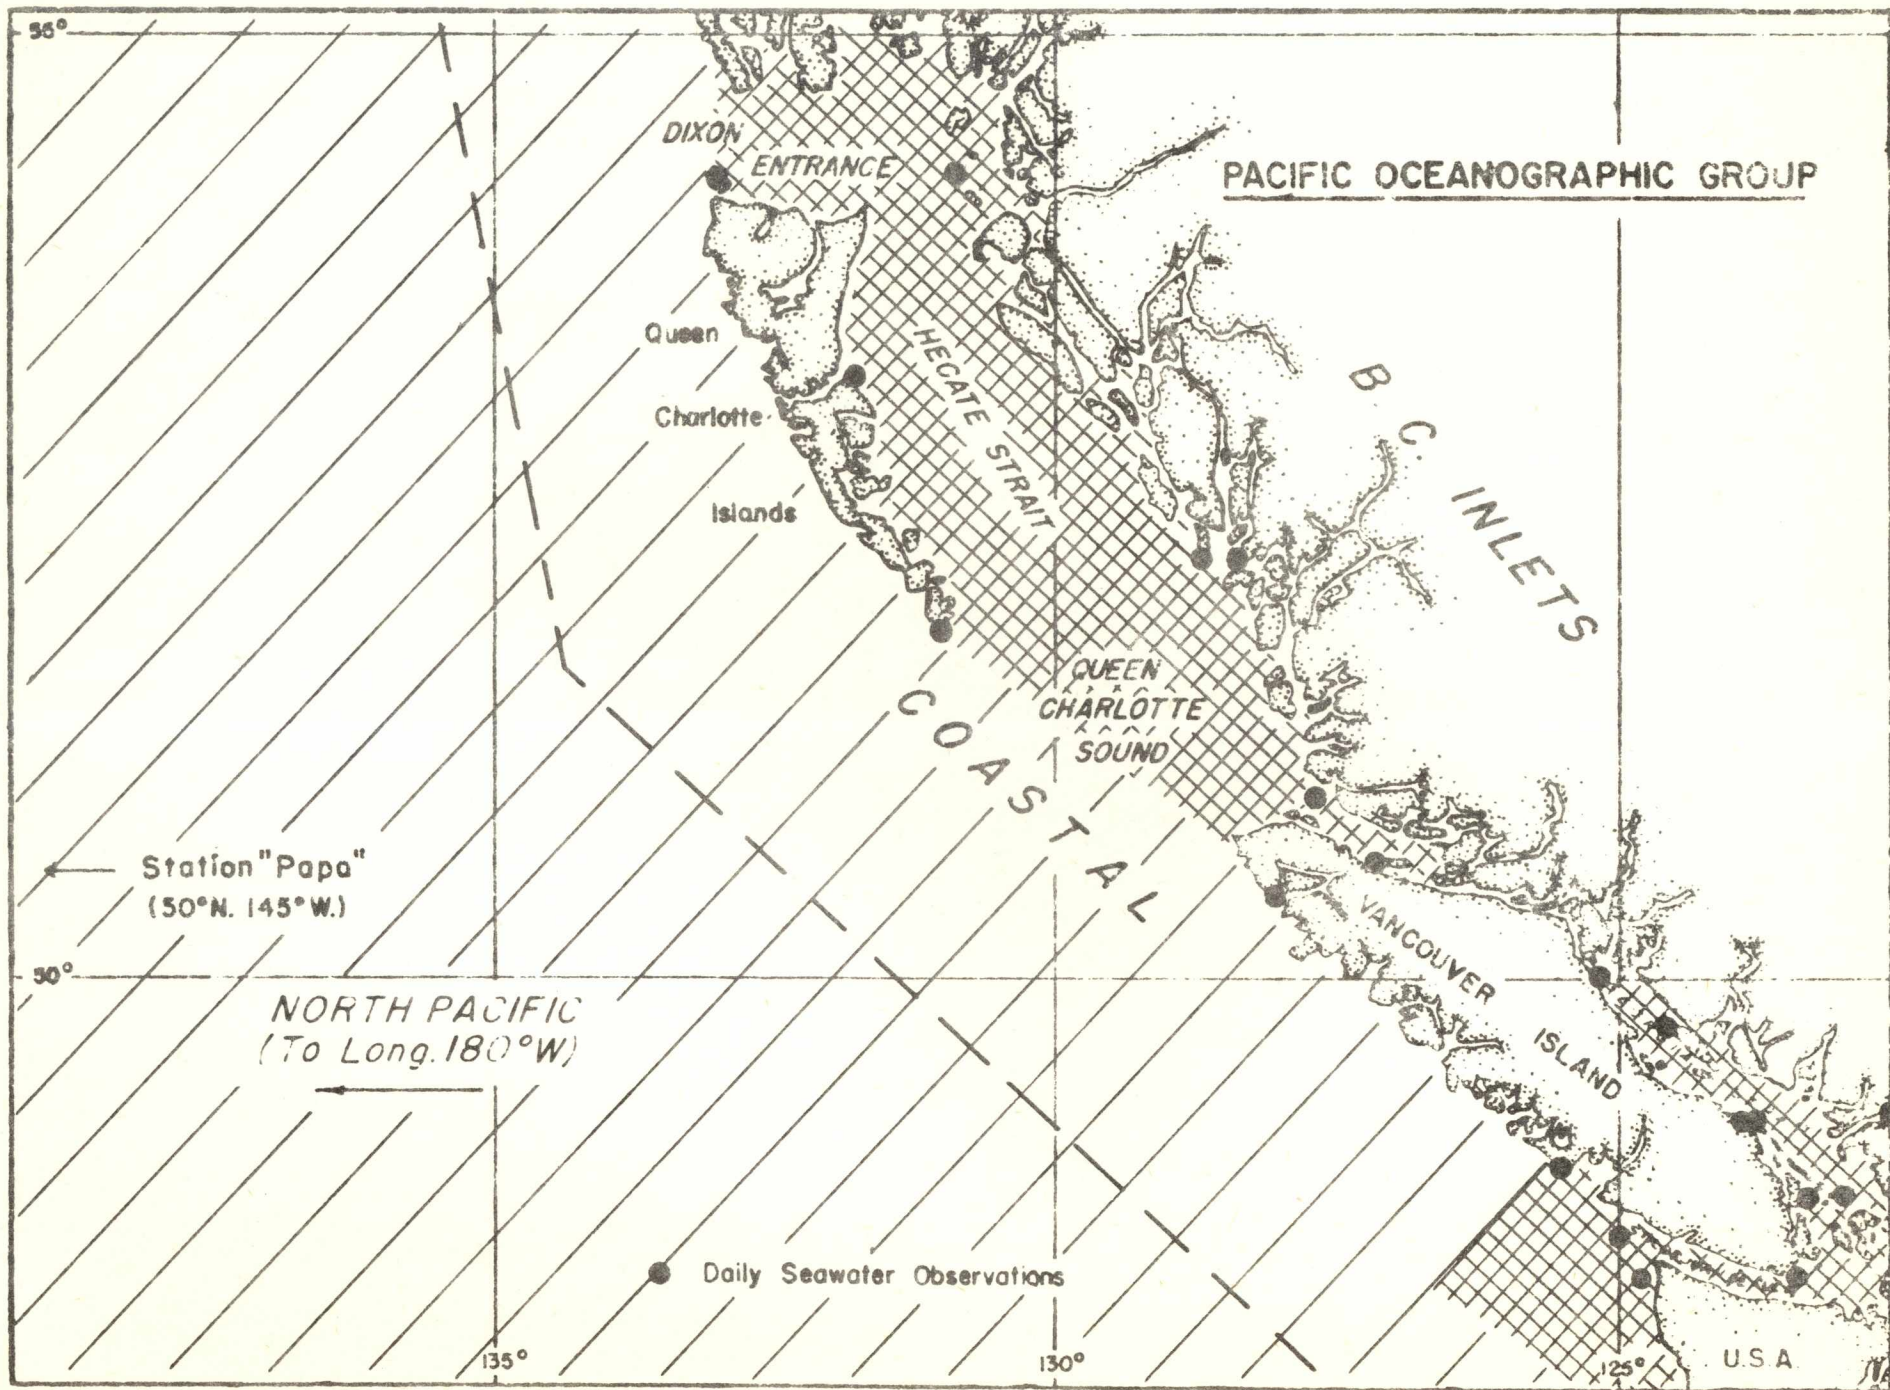 55°
DIXON
ENTRANCE
PACIFIC OCEANOGRAPHIC GROUP
Queen
Charlotte
Islands
HECATE STRAIT
B.C. INLETS
QUEEN
CHARLOTTE
SOUND
COASTAL
Station "Papa"
(50°N. 145°W.)
VANCOUVER
ISLAND
50°
NORTH PACIFIC
(To Long. 180°W)
Daily Seawater Observations
135°
130°
125°
U.S.A.